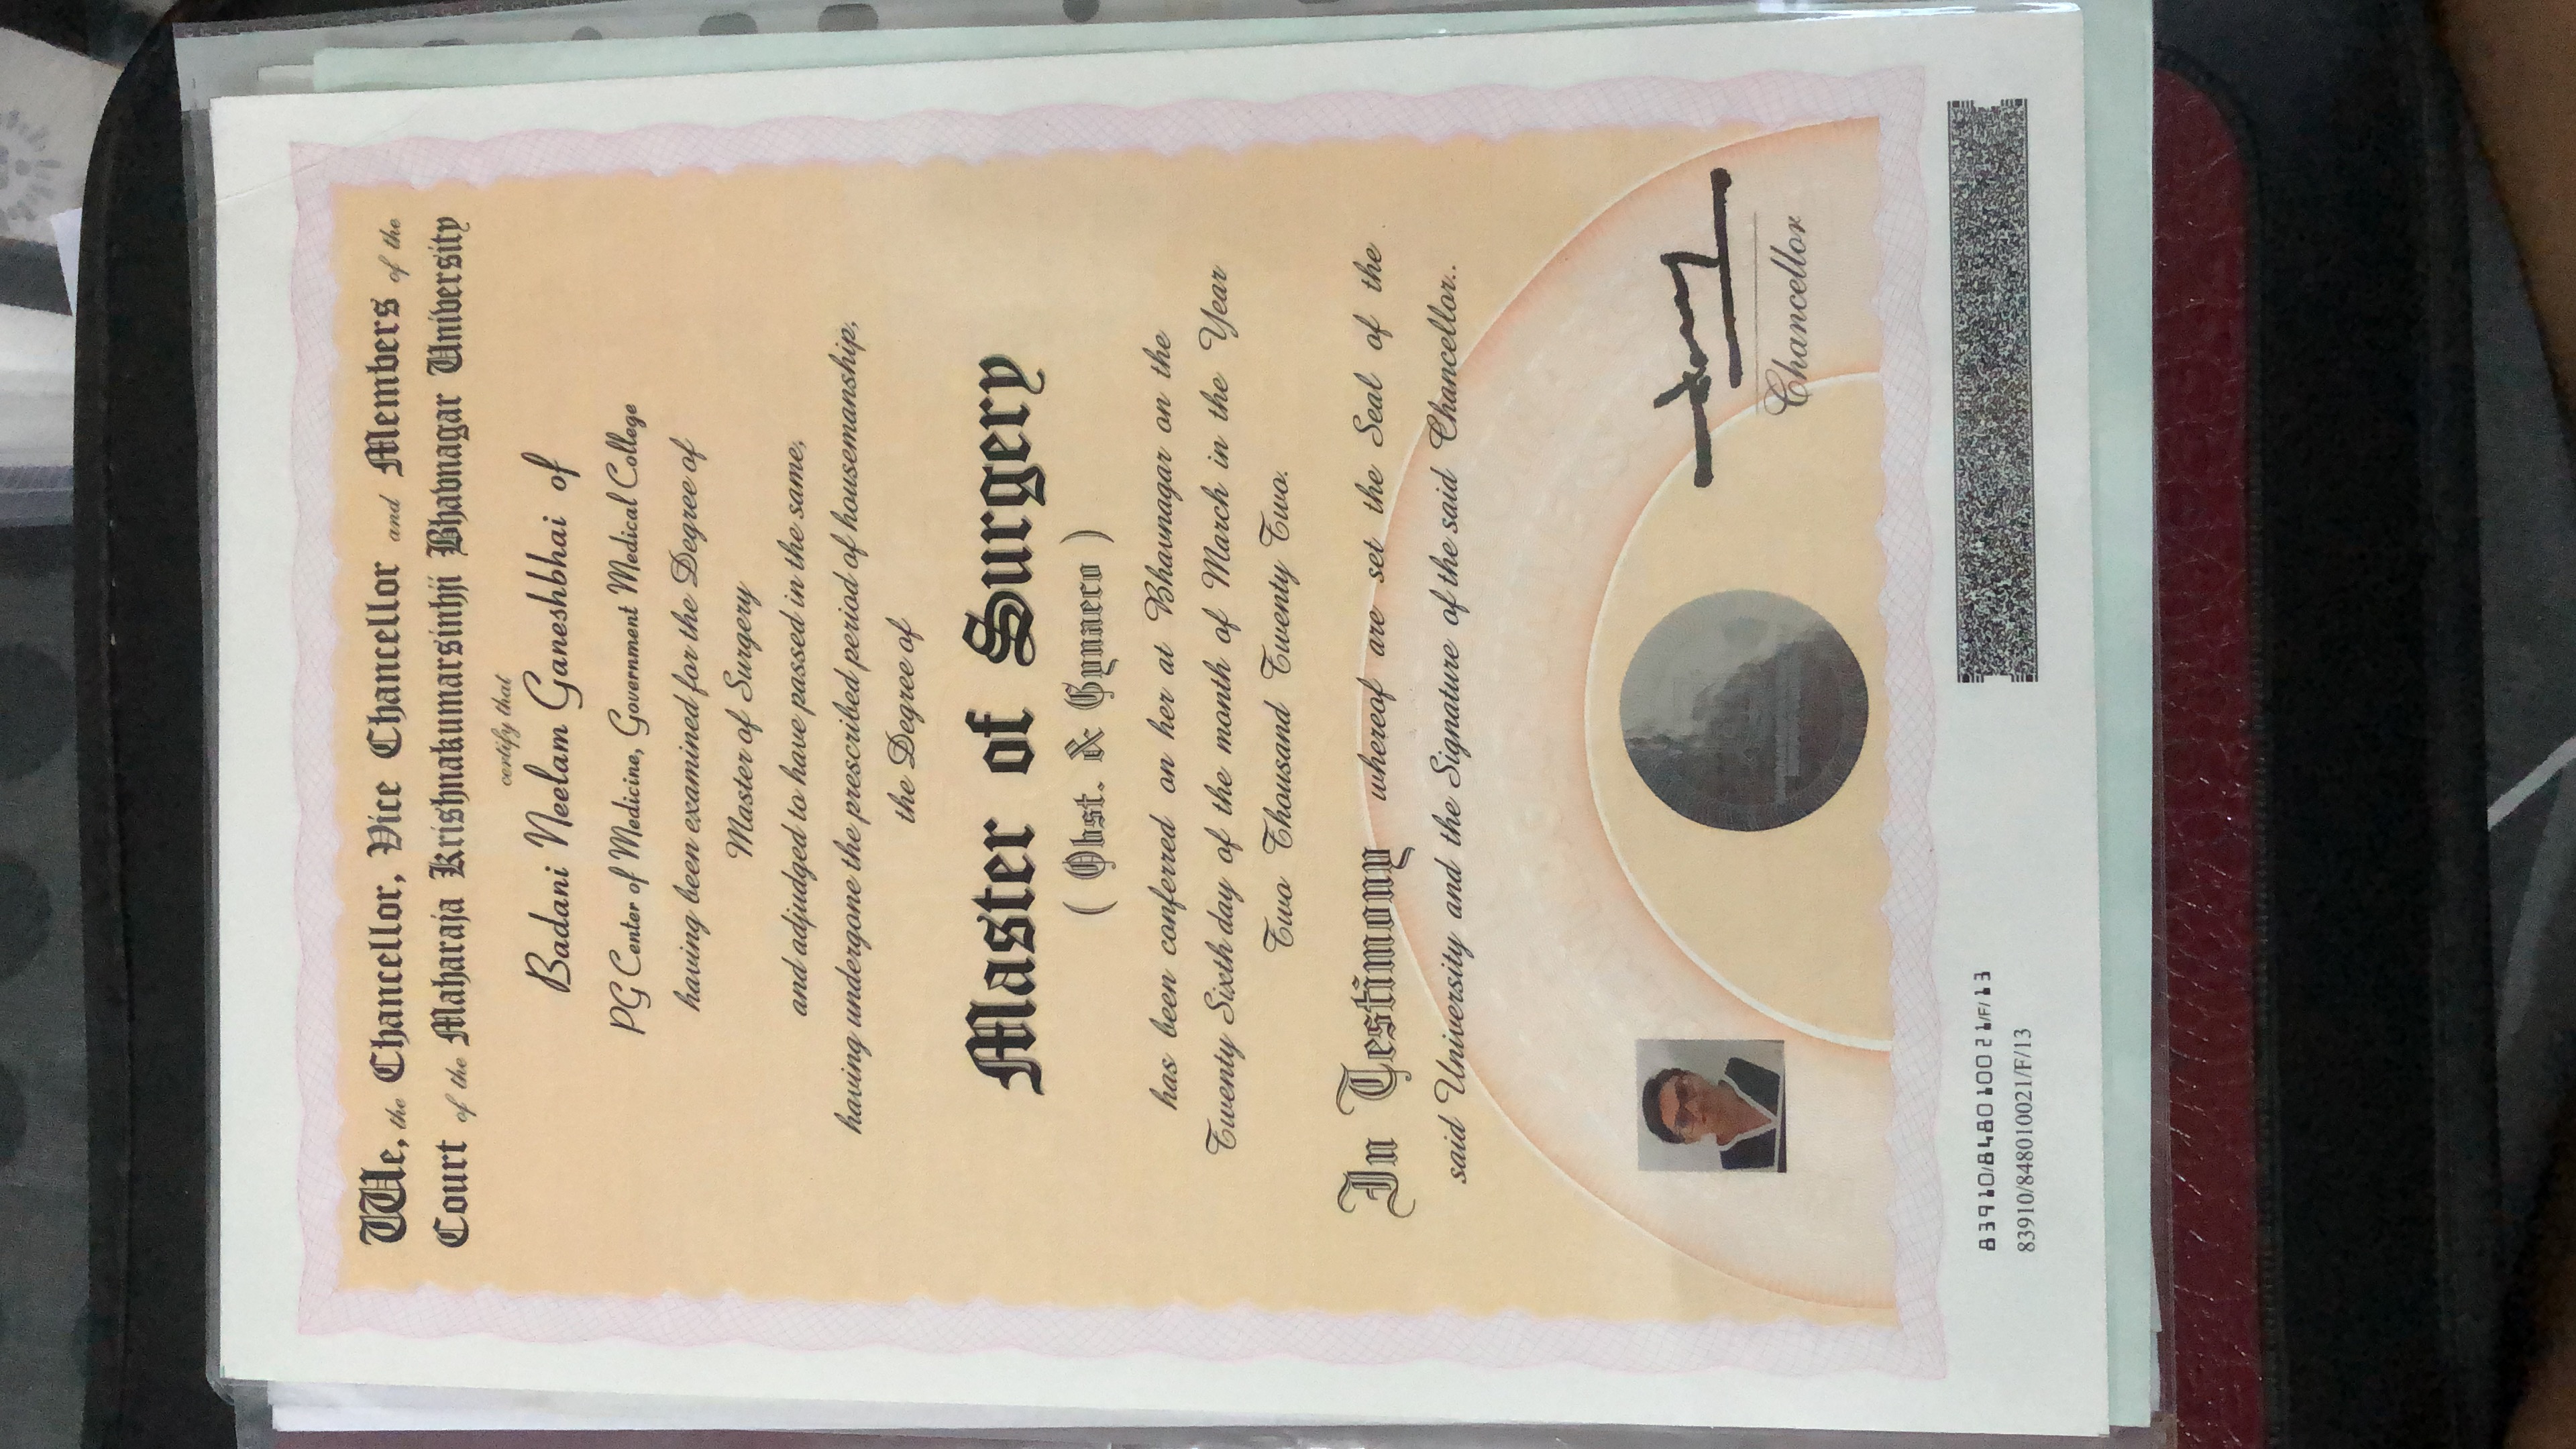 We, the Chancellor, Vice Chancellor and Members of the
Court of the Maharaja Krishnakumarsinhji Bhavnagar University
certify that
Badani Neelam Ganeshbhai of
PG Center of Medicine, Government Medical College
having been examined for the Degree of
Master of Surgery
and adjudged to have passed in the same,
having undergone the prescribed period of housemanship,
the Degree of
Master of Surgery
( Obst. & Gynaeco )
has been conferred on her at Bhavnagar on the
Twenty Sixth day of the month of March in the Year
Two Thousand Twenty Two.
In Testimony whereof are set the Seal of the
said University and the Signature of the said Chancellor..
Chancellor
83910/848010021/F/13
83910/848010021/F/13